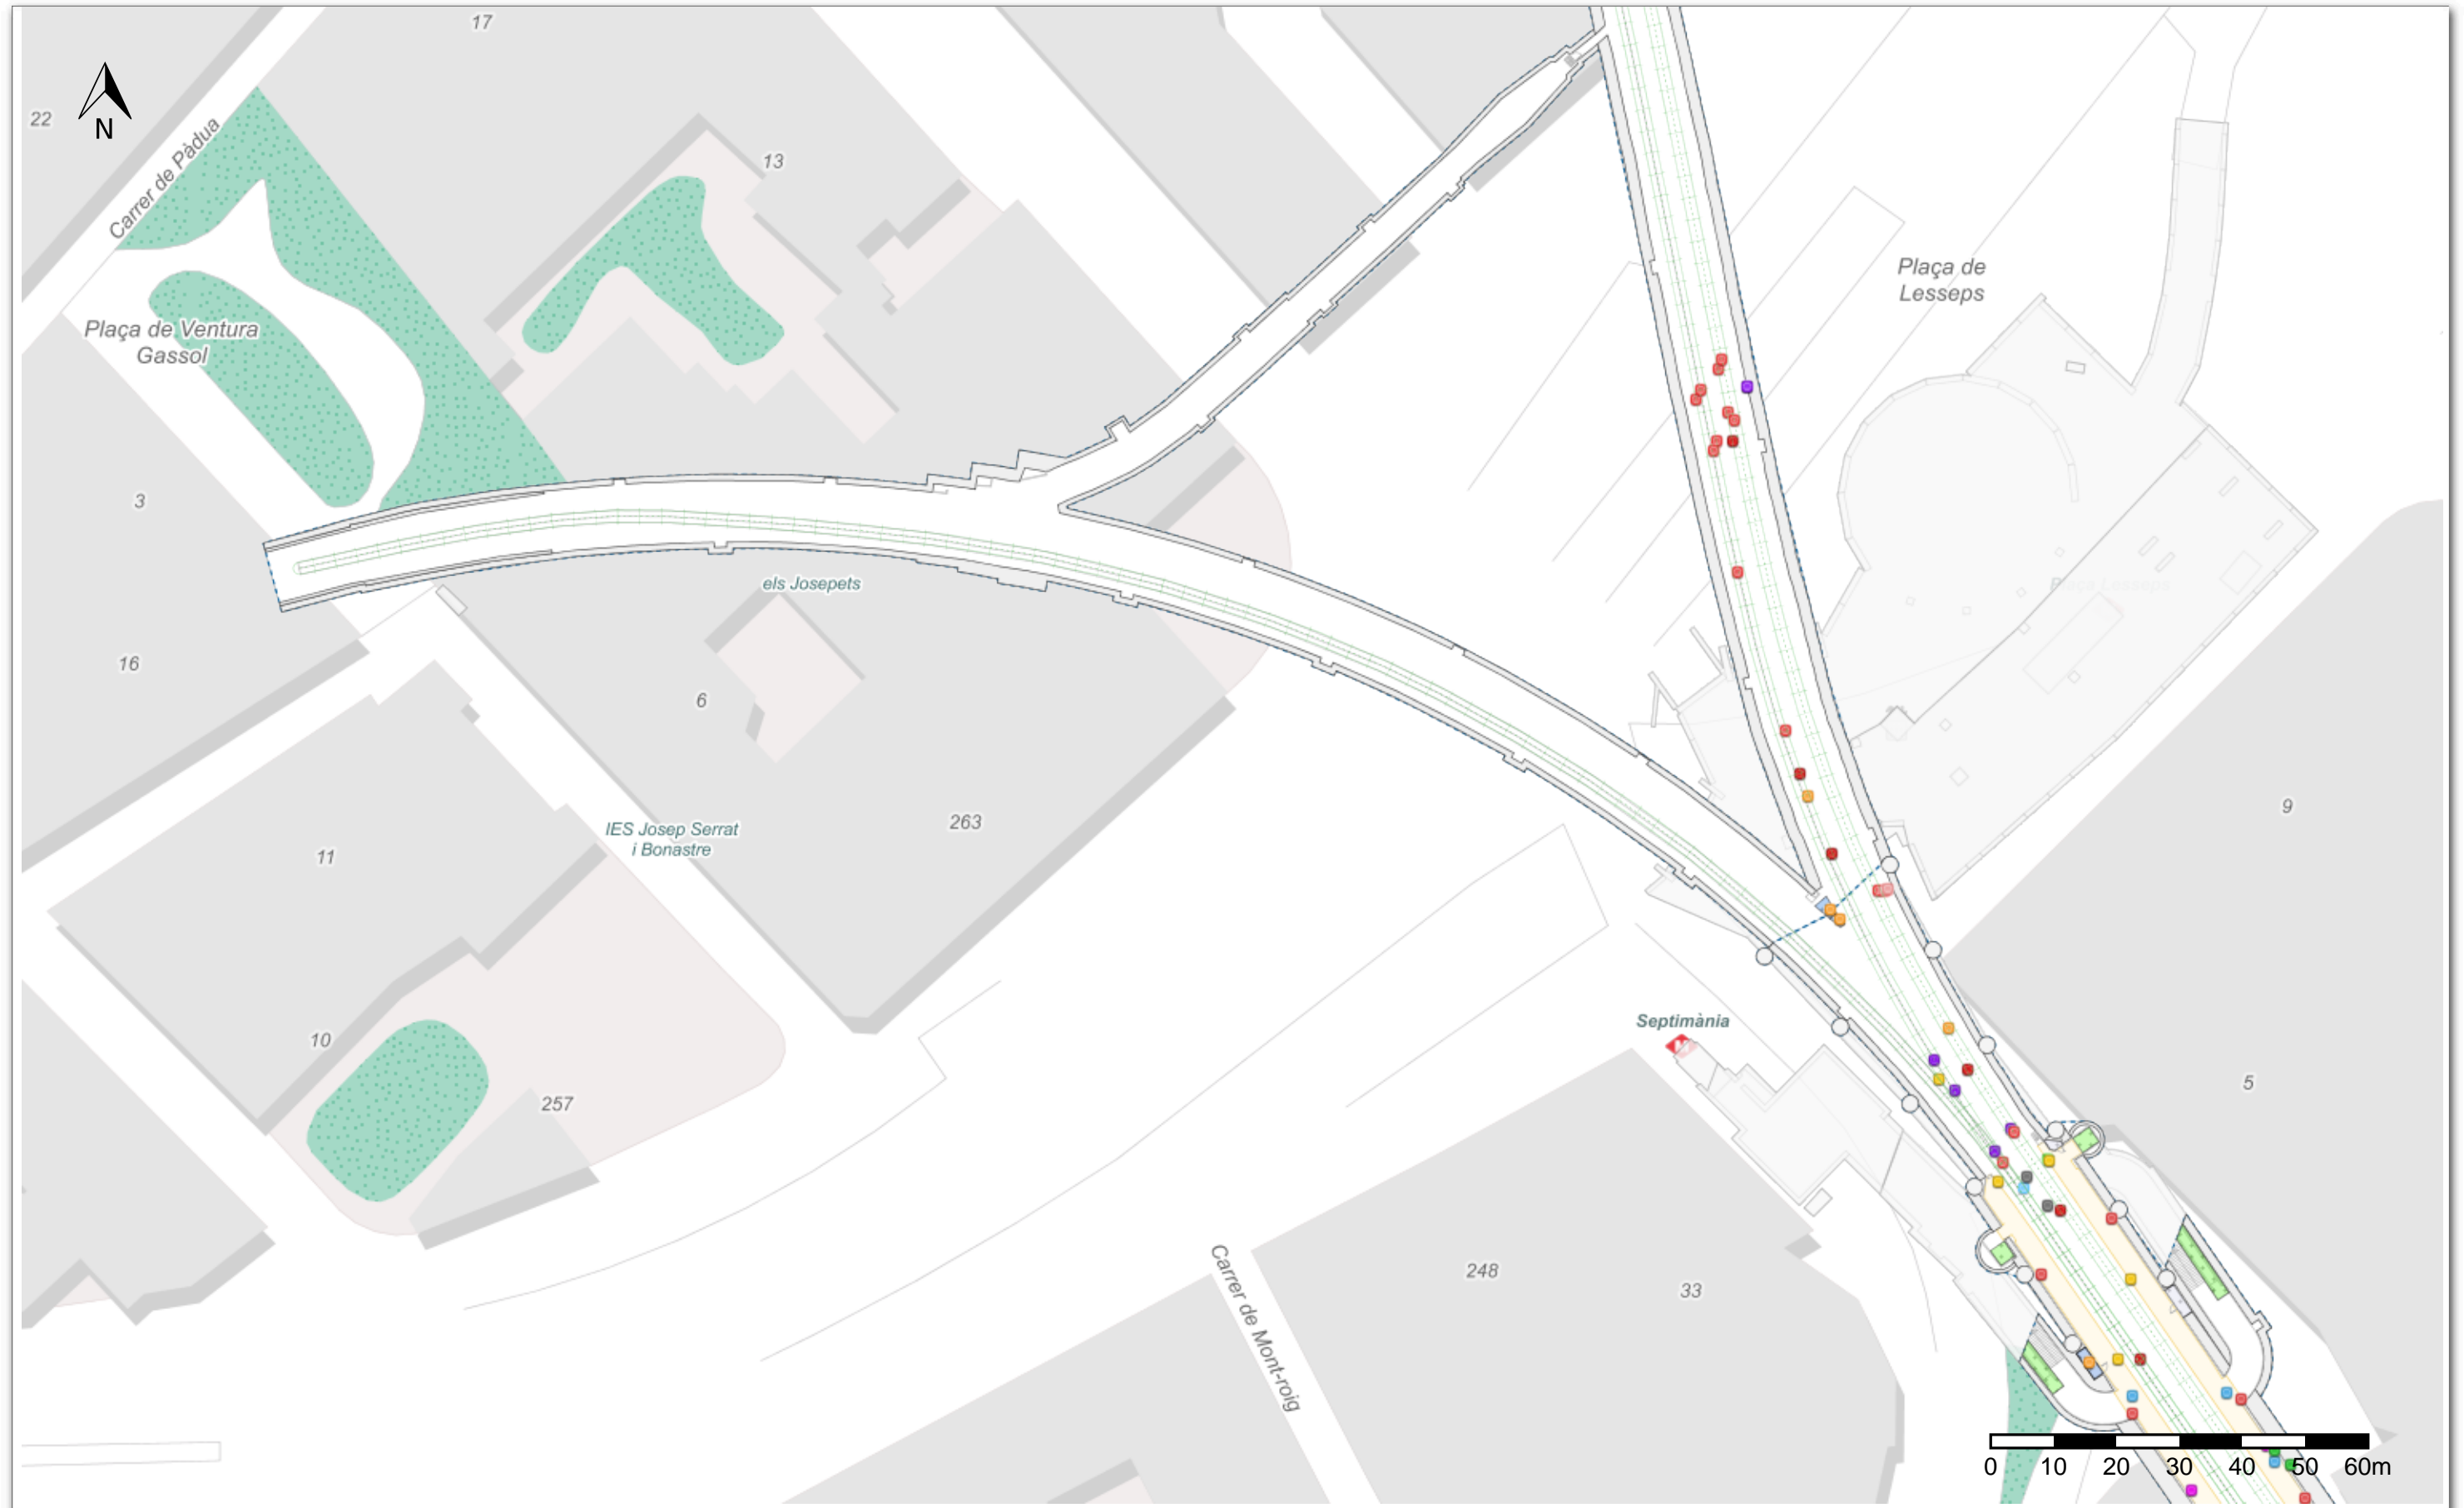 17
22
N
Carrer de Pàdua
13
Plaça de
Lesseps
Plaça de Ventura
Gassol
3
els Josepets
Plaça Lesseps
16
6
9
263
IES Josep Serrat
i Bonastre
11
Septimània
10
5
257
248
33
Carrer de Mont-roig
0 10 20 30 40 50 60m